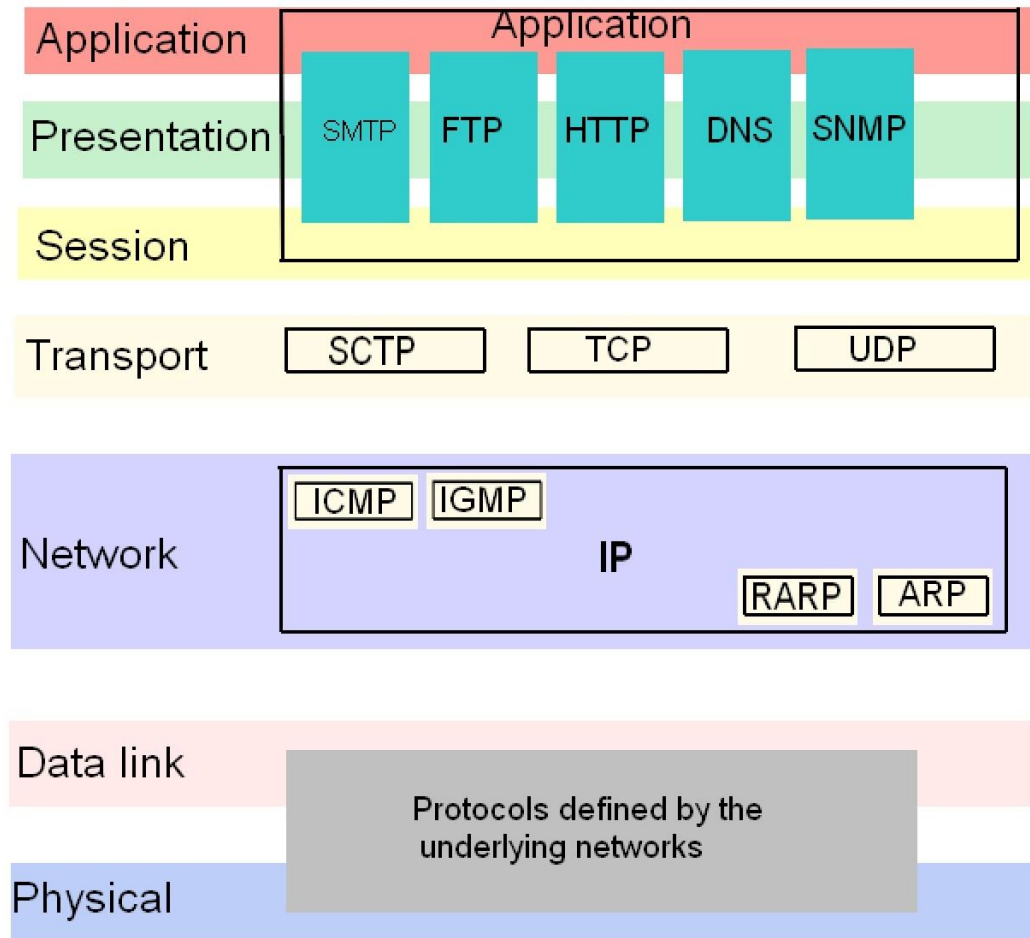 Application
Application
Presentation
SMTP
FTP
HTTP
DNS
SNMP
Session
Transport
SCTP
TCP
UDP
Network
ICMP
IGMP
IP
RARP
ARP
Data link
Protocols defined by the
underlying networks
Physical